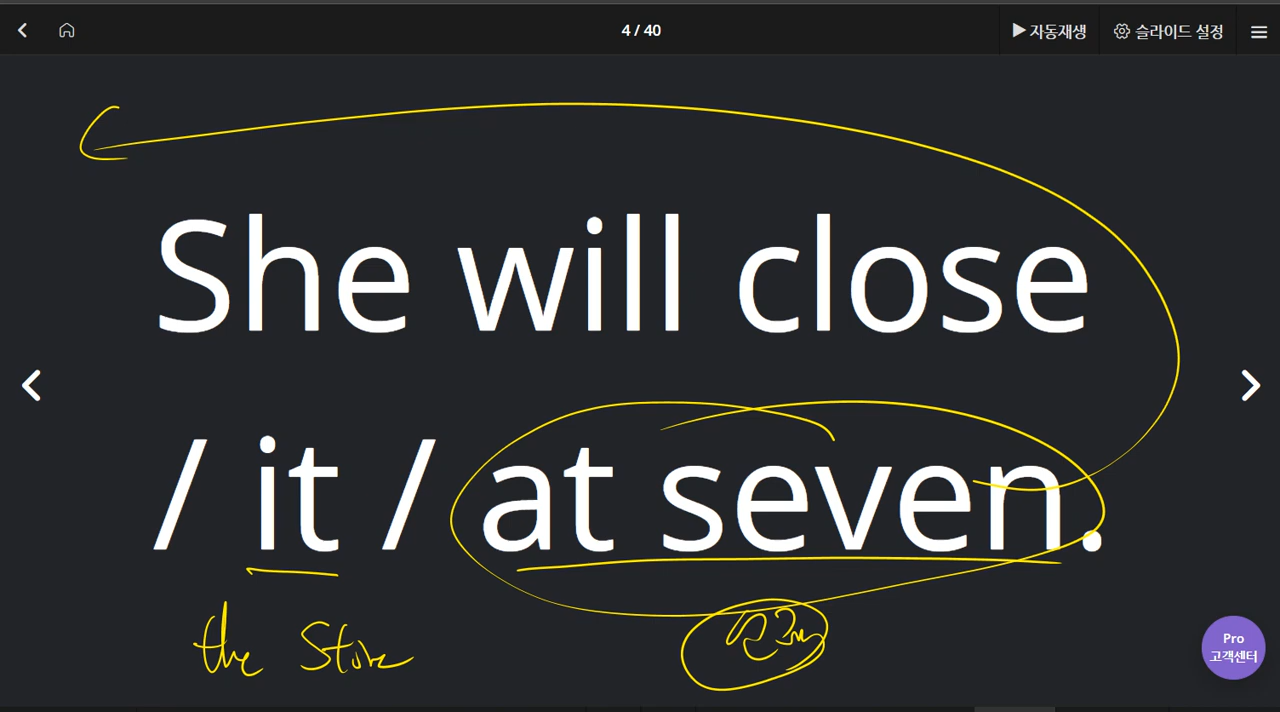 4 / 40
▶자동재생
슬라이드 설정
She will close
/ it / at seven.
the Store
Pro
고객센터